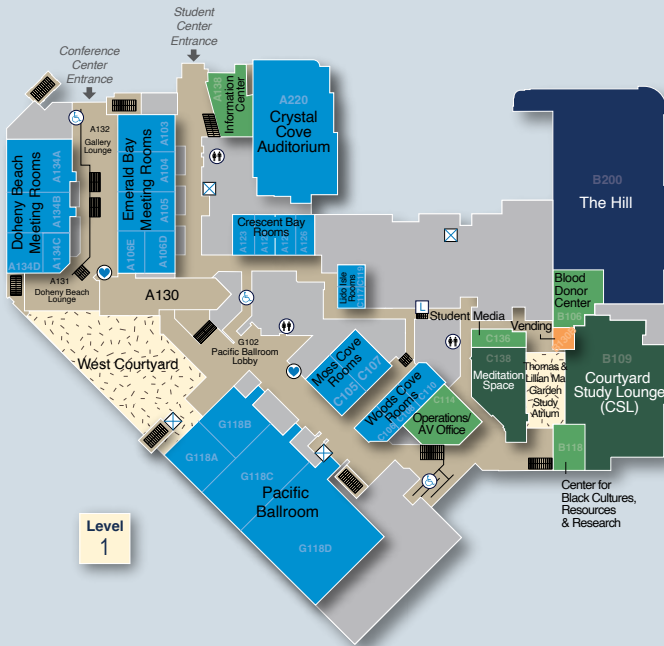 Student
Center
Entrance
Conference
Center
Entrance
A138
Information
Center
A220
Crystal
Cove
Auditorium
A132
Gallery
Lounge
A103
A104
A105
A106E
A106D
Emerald Bay
Meeting Rooms
Doheny Beach
Meeting Rooms
A134A
A134B
A134C
A134D
A131
Doheny Beach
Lounge
A130
Crescent Bay
Rooms
A123
A126
B200
The Hill
Blood
Donor
Center
B106
Vending
Lido Isle
Rooms
L
Student Media
C136
C138
Meditation
Space
Thomas &
Lillian Ma
Garden
Study
Atrium
B109
Courtyard
Study Lounge
(CSL)
B118
Center for
Black Cultures,
Resources
& Research
G102
Pacific Ballroom
Lobby
West Courtyard
Moss Cove
Rooms
C105/C107
Woods Cove
Rooms
C110
C114
Operations/
AV Office
G118B
G118A
G118C
Pacific
Ballroom
G118D
Level
1